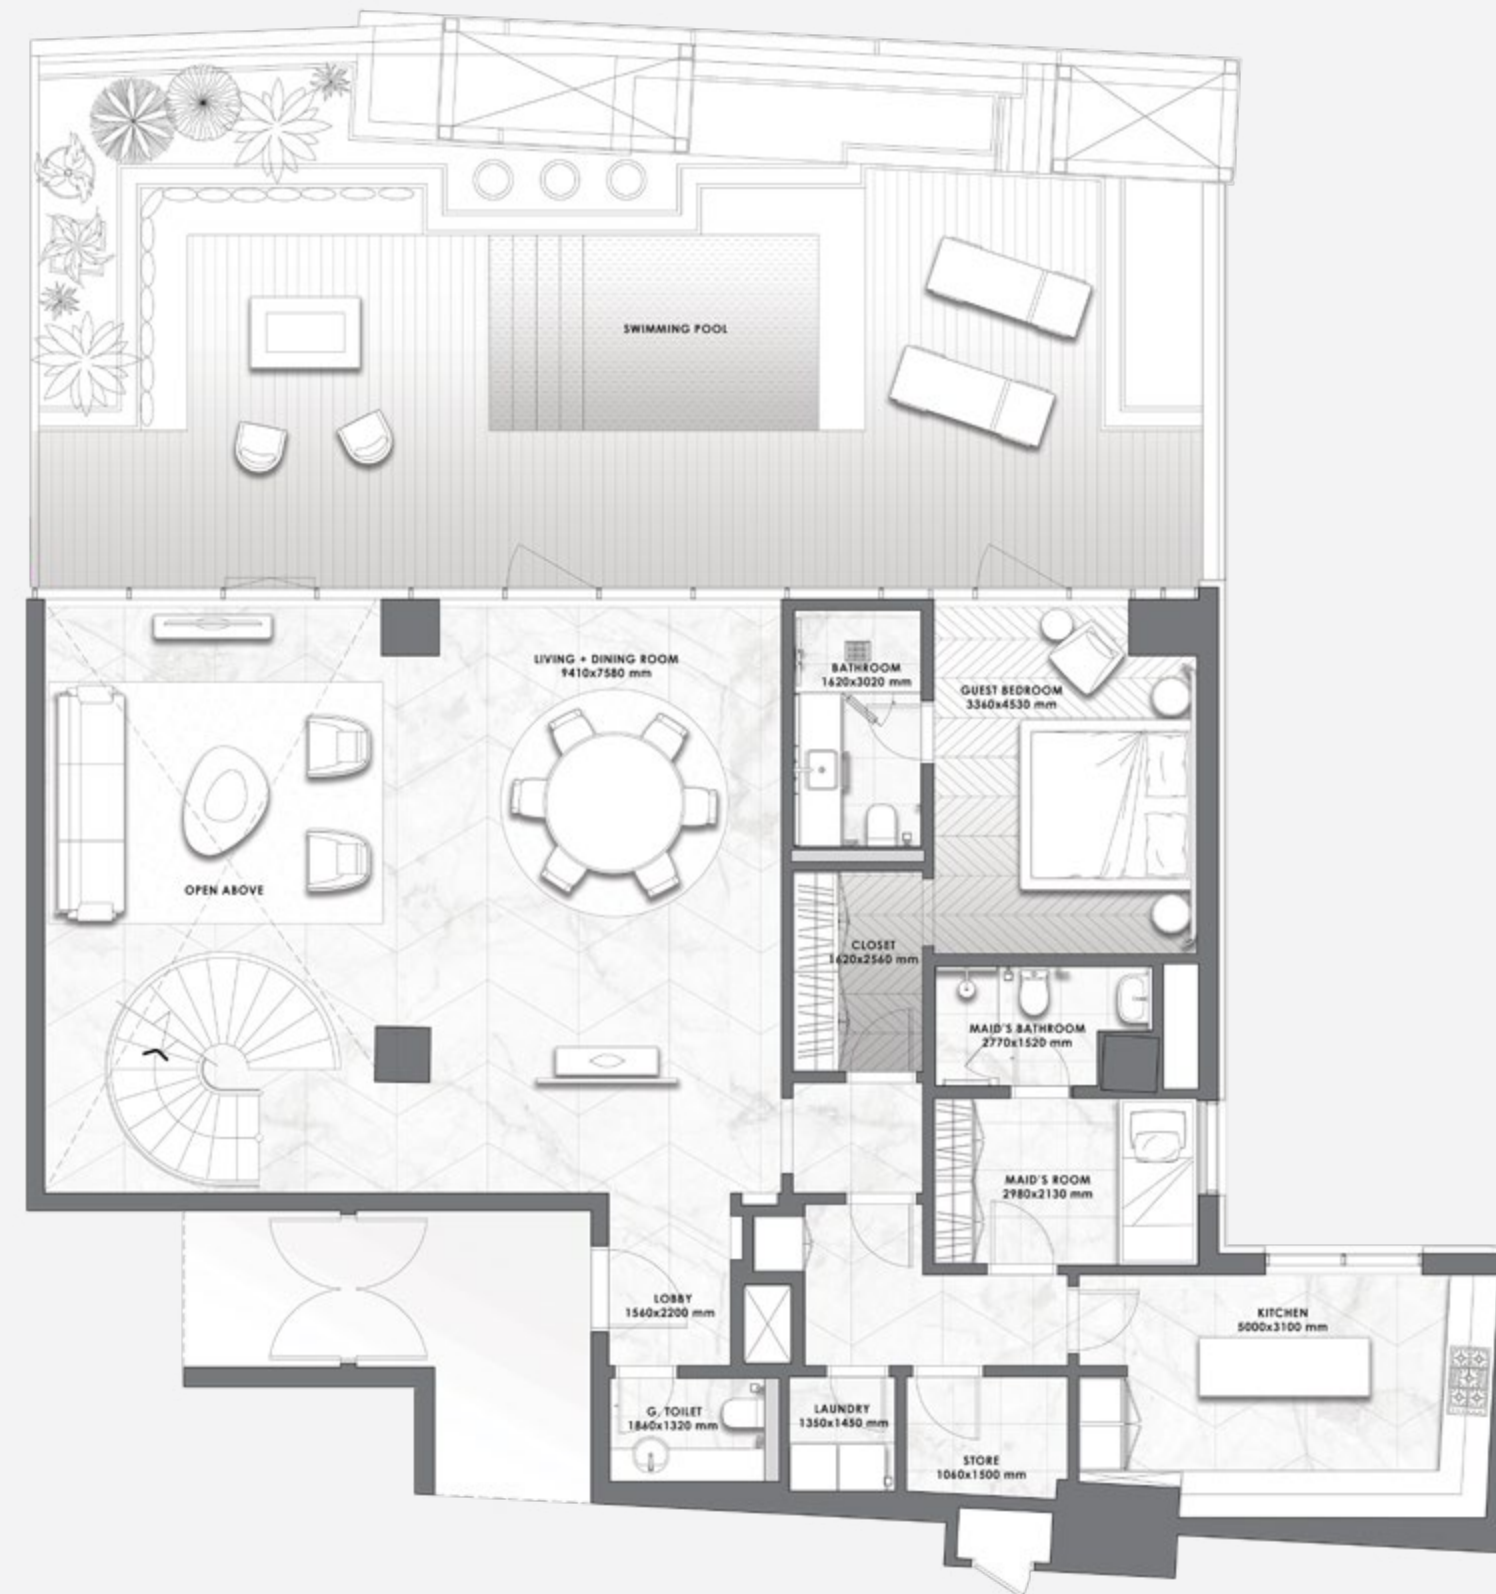 SWIMMING POOL
LIVING + DINING ROOM
9410x7580 mm
BATHROOM
1620x3020 mm
GUEST BEDROOM
3360x4530 mm
OPEN ABOVE
CLOSET
1620x2560 mm
MAID'S BATHROOM
2770x1520 mm
MAID'S ROOM
2980x2130 mm
LOBBY
1560x2200 mm
KITCHEN
5000x3100 mm
G. TOILET
1860x1320 mm
LAUNDRY
1350x1450 mm
STORE
1060x1500 mm